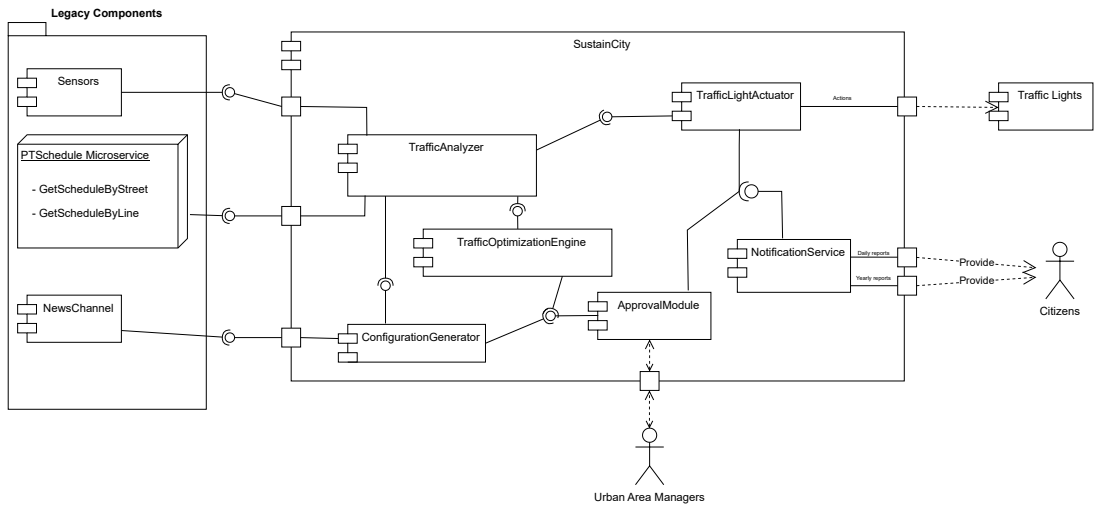 Legacy Components
SustainCity
Sensors
TrafficLightActuator
Actions
Traffic Lights
PTSchedule Microservice
- GetScheduleByStreet
- GetScheduleByLine
TrafficAnalyzer
TrafficOptimizationEngine
NotificationService
Daily reports
Yearly reports
Provide
Provide
Citizens
NewsChannel
ConfigurationGenerator
ApprovalModule
Urban Area Managers